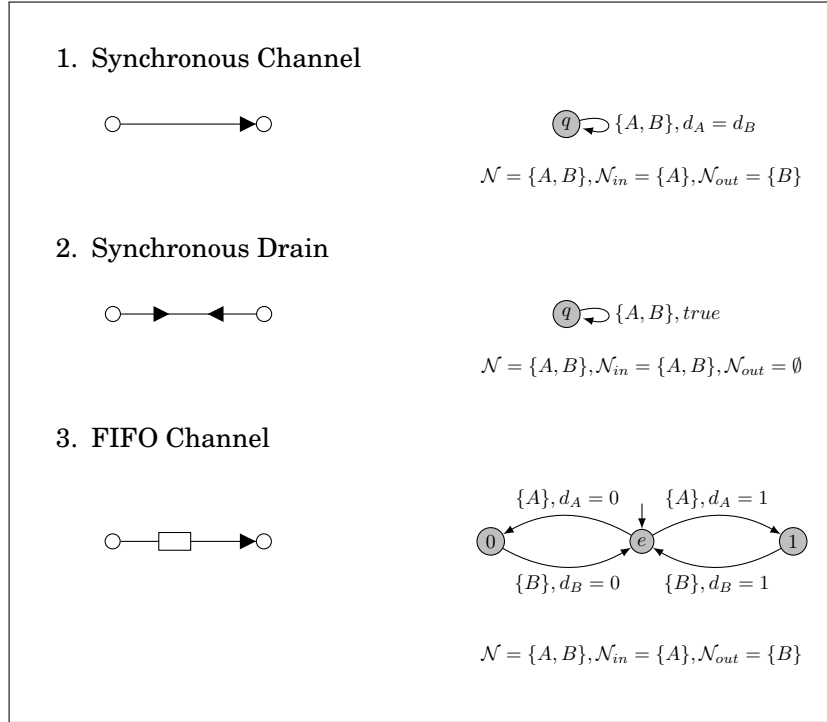 1. Synchronous Channel
q {A, B}, d_A = d_B
𝒩 = {A, B}, 𝒩_in = {A}, 𝒩_out = {B}
2. Synchronous Drain
q {A, B}, true
𝒩 = {A, B}, 𝒩_in = {A, B}, 𝒩_out = ∅
3. FIFO Channel
{A}, d_A = 0 {A}, d_A = 1
0 e 1
{B}, d_B = 0 {B}, d_B = 1
𝒩 = {A, B}, 𝒩_in = {A}, 𝒩_out = {B}